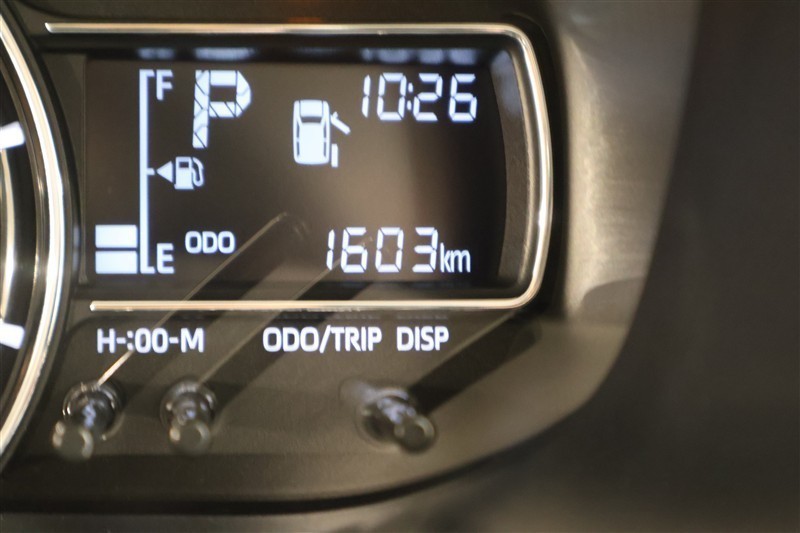 F
P
10:26
E
ODO
1603km
H-:00-M ODO/TRIP DISP